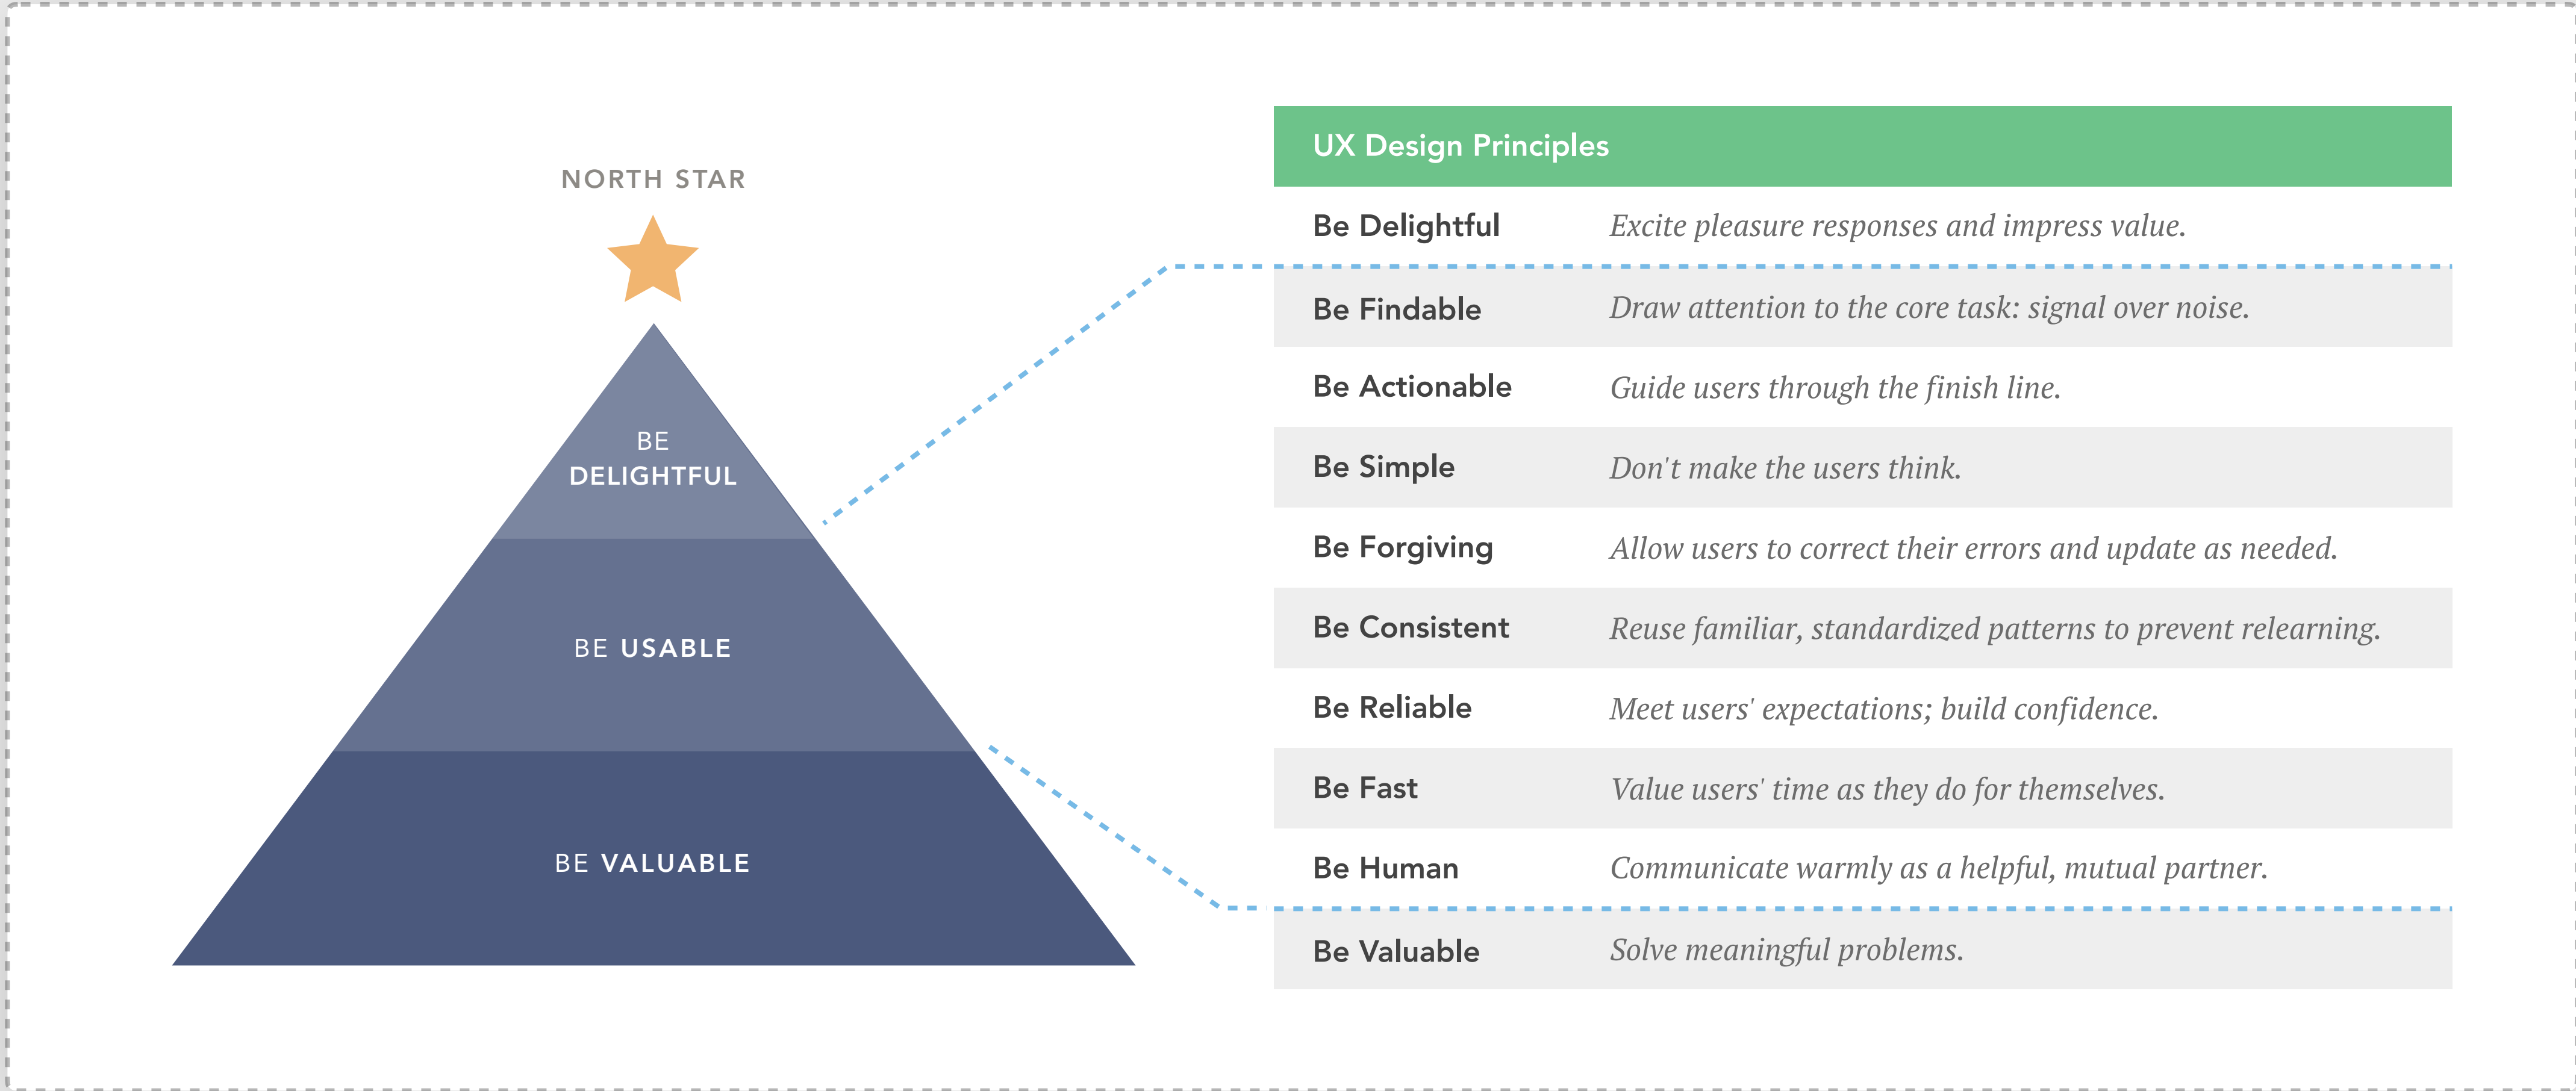 NORTH STAR
BE
DELIGHTFUL
BE USABLE
BE VALUABLE
UX Design Principles
Be Delightful Excite pleasure responses and impress value.
Be Findable Draw attention to the core task: signal over noise.
Be Actionable Guide users through the finish line.
Be Simple Don't make the users think.
Be Forgiving Allow users to correct their errors and update as needed.
Be Consistent Reuse familiar, standardized patterns to prevent relearning.
Be Reliable Meet users' expectations; build confidence.
Be Fast Value users' time as they do for themselves.
Be Human Communicate warmly as a helpful, mutual partner.
Be Valuable Solve meaningful problems.